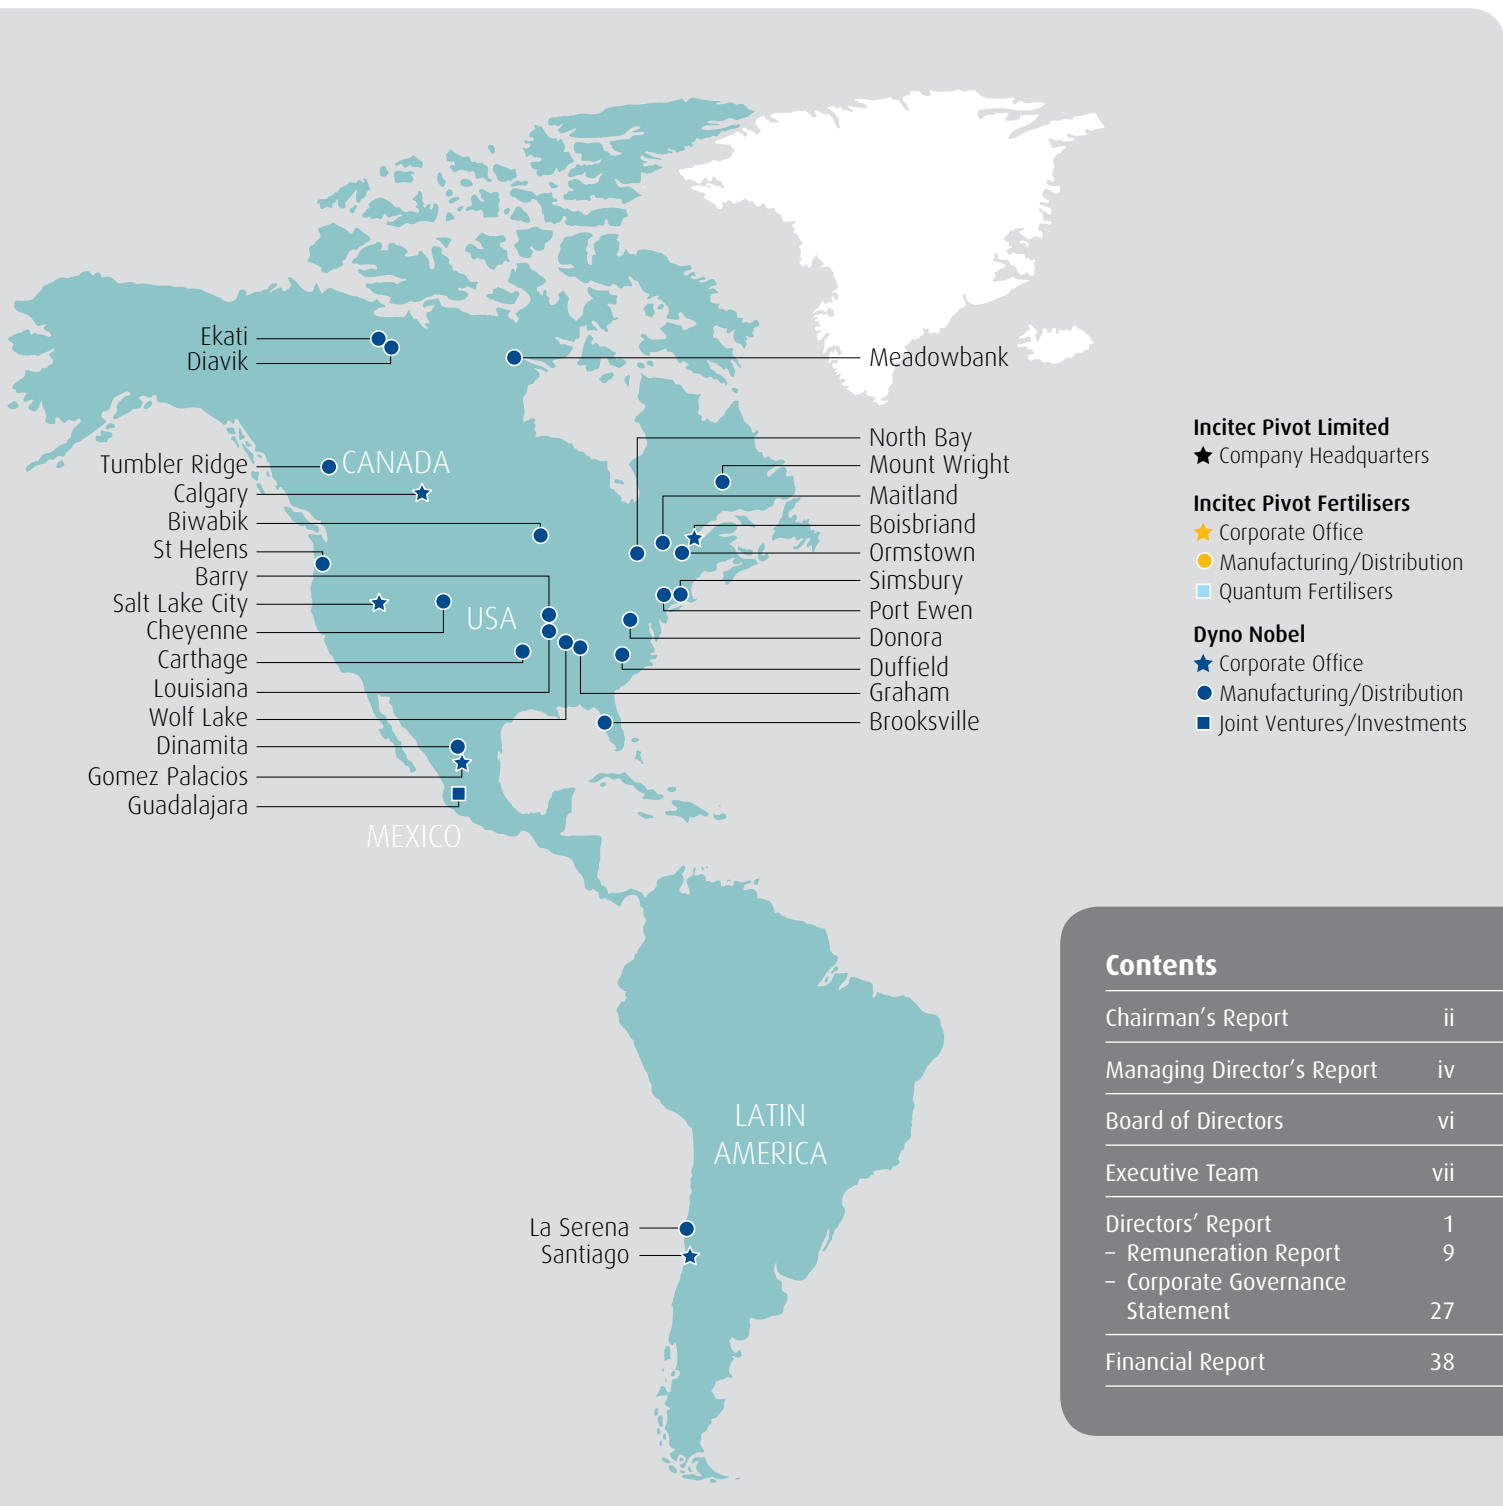 Ekati
Diavik
Meadowbank
North Bay
Mount Wright
Maitland
Boisbriand
Ormstown
Simsbury
Port Ewen
Donora
Duffield
Graham
Brooksville
Tumbler Ridge
Calgary
Biwabik
St Helens
Barry
Salt Lake City
Cheyenne
Carthage
Louisiana
Wolf Lake
Dinamita
Gomez Palacios
Guadalajara
CANADA
USA
MEXICO
LATIN
AMERICA
La Serena
Santiago
Incitec Pivot Limited
Company Headquarters
Incitec Pivot Fertilisers
Corporate Office
Manufacturing/Distribution
Quantum Fertilisers
Dyno Nobel
Corporate Office
Manufacturing/Distribution
Joint Ventures/Investments
Contents
Chairman's Report ii
Managing Director's Report iv
Board of Directors vi
Executive Team vii
Directors' Report 1
– Remuneration Report 9
– Corporate Governance
Statement 27
Financial Report 38